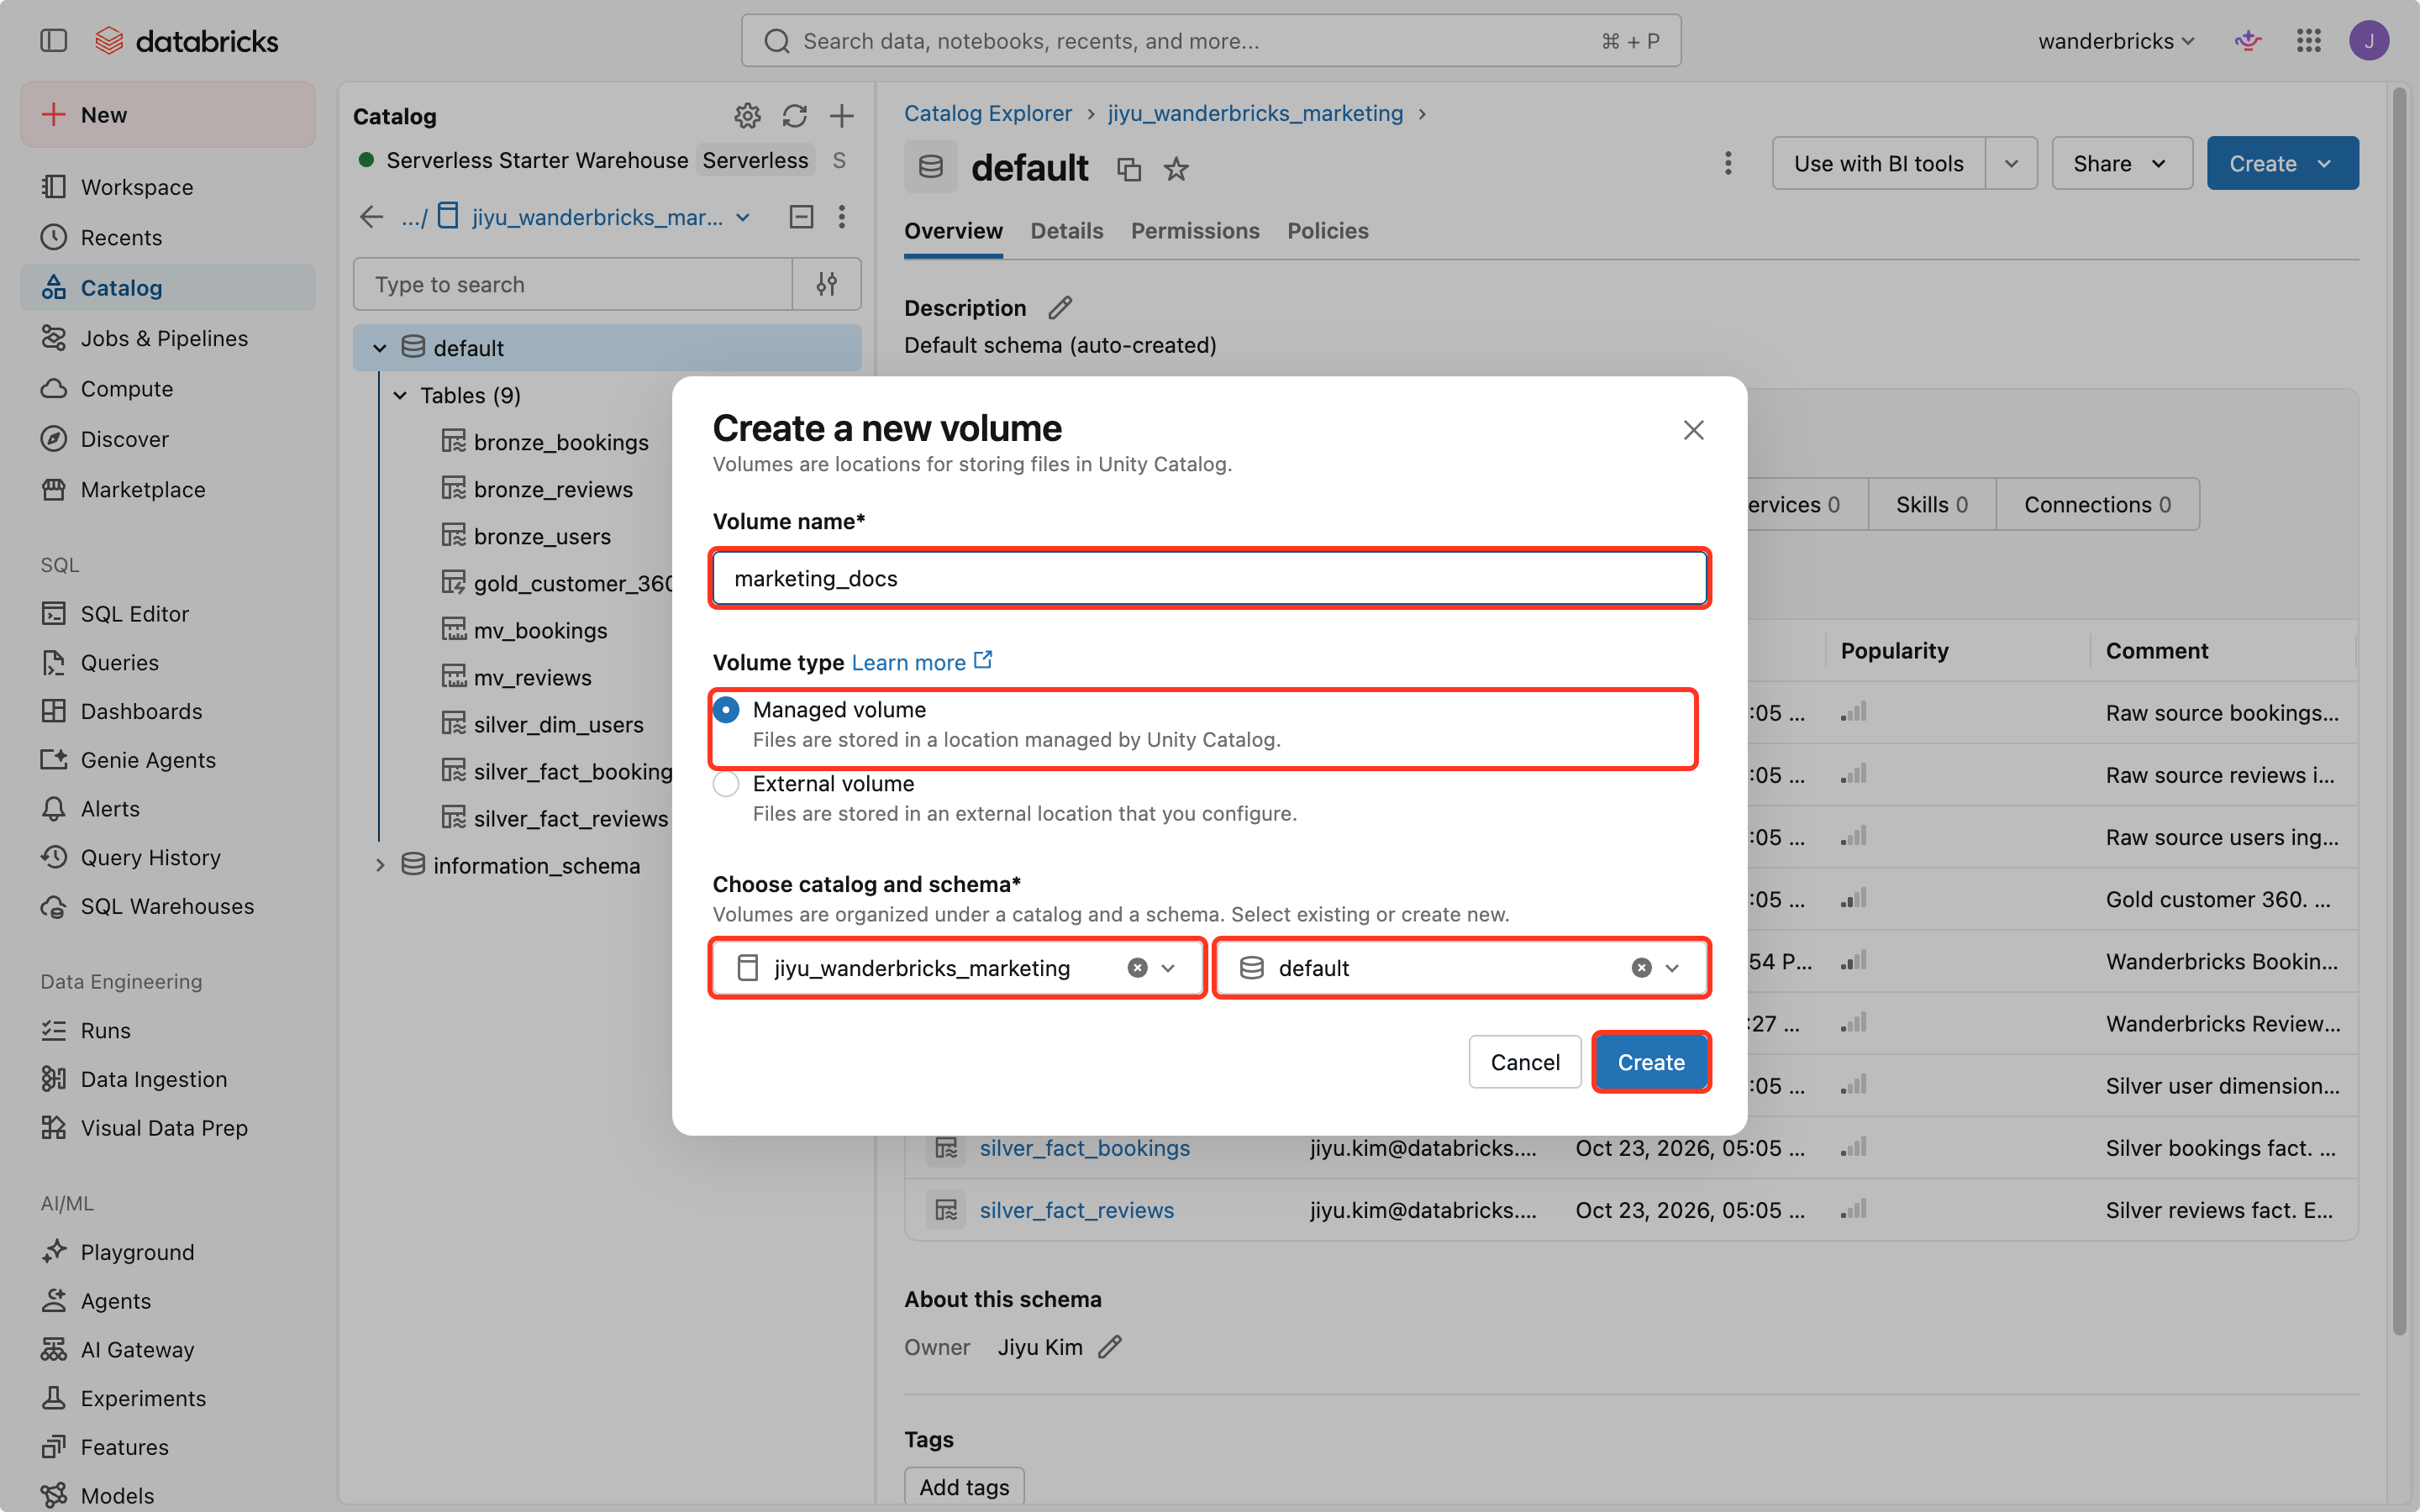 databricks
Search data, notebooks, recents, and more...
⌘ + P
wanderbricks
J
New
Workspace
Recents
Catalog
Jobs & Pipelines
Compute
Discover
Marketplace
SQL
SQL Editor
Queries
Dashboards
Genie Agents
Alerts
Query History
SQL Warehouses
Data Engineering
Runs
Data Ingestion
Visual Data Prep
AI/ML
Playground
Agents
AI Gateway
Experiments
Features
Models
Catalog
Serverless Starter Warehouse Serverless S
.../ jiyu_wanderbricks_mar...
Type to search
default
Tables (9)
bronze_bookings
bronze_reviews
bronze_users
gold_customer_360
mv_bookings
mv_reviews
silver_dim_users
silver_fact_booking
silver_fact_reviews
information_schema
Catalog Explorer › jiyu_wanderbricks_marketing ›
default
Use with BI tools
Share
Create
Overview Details Permissions Policies
Description
Default schema (auto-created)
ervices 0 Skills 0 Connections 0
Popularity Comment
:05 ... Raw source bookings...
:05 ... Raw source reviews i...
:05 ... Raw source users ing...
:05 ... Gold customer 360. ...
54 P... Wanderbricks Bookin...
:27 ... Wanderbricks Review...
:05 ... Silver user dimension...
silver_fact_bookings jiyu.kim@databricks.... Oct 23, 2026, 05:05 ... Silver bookings fact. ...
silver_fact_reviews jiyu.kim@databricks.... Oct 23, 2026, 05:05 ... Silver reviews fact. E...
About this schema
Owner Jiyu Kim
Tags
Add tags
Create a new volume
Volumes are locations for storing files in Unity Catalog.
Volume name*
marketing_docs
Volume type Learn more
Managed volume
Files are stored in a location managed by Unity Catalog.
External volume
Files are stored in an external location that you configure.
Choose catalog and schema*
Volumes are organized under a catalog and a schema. Select existing or create new.
jiyu_wanderbricks_marketing
default
Cancel
Create